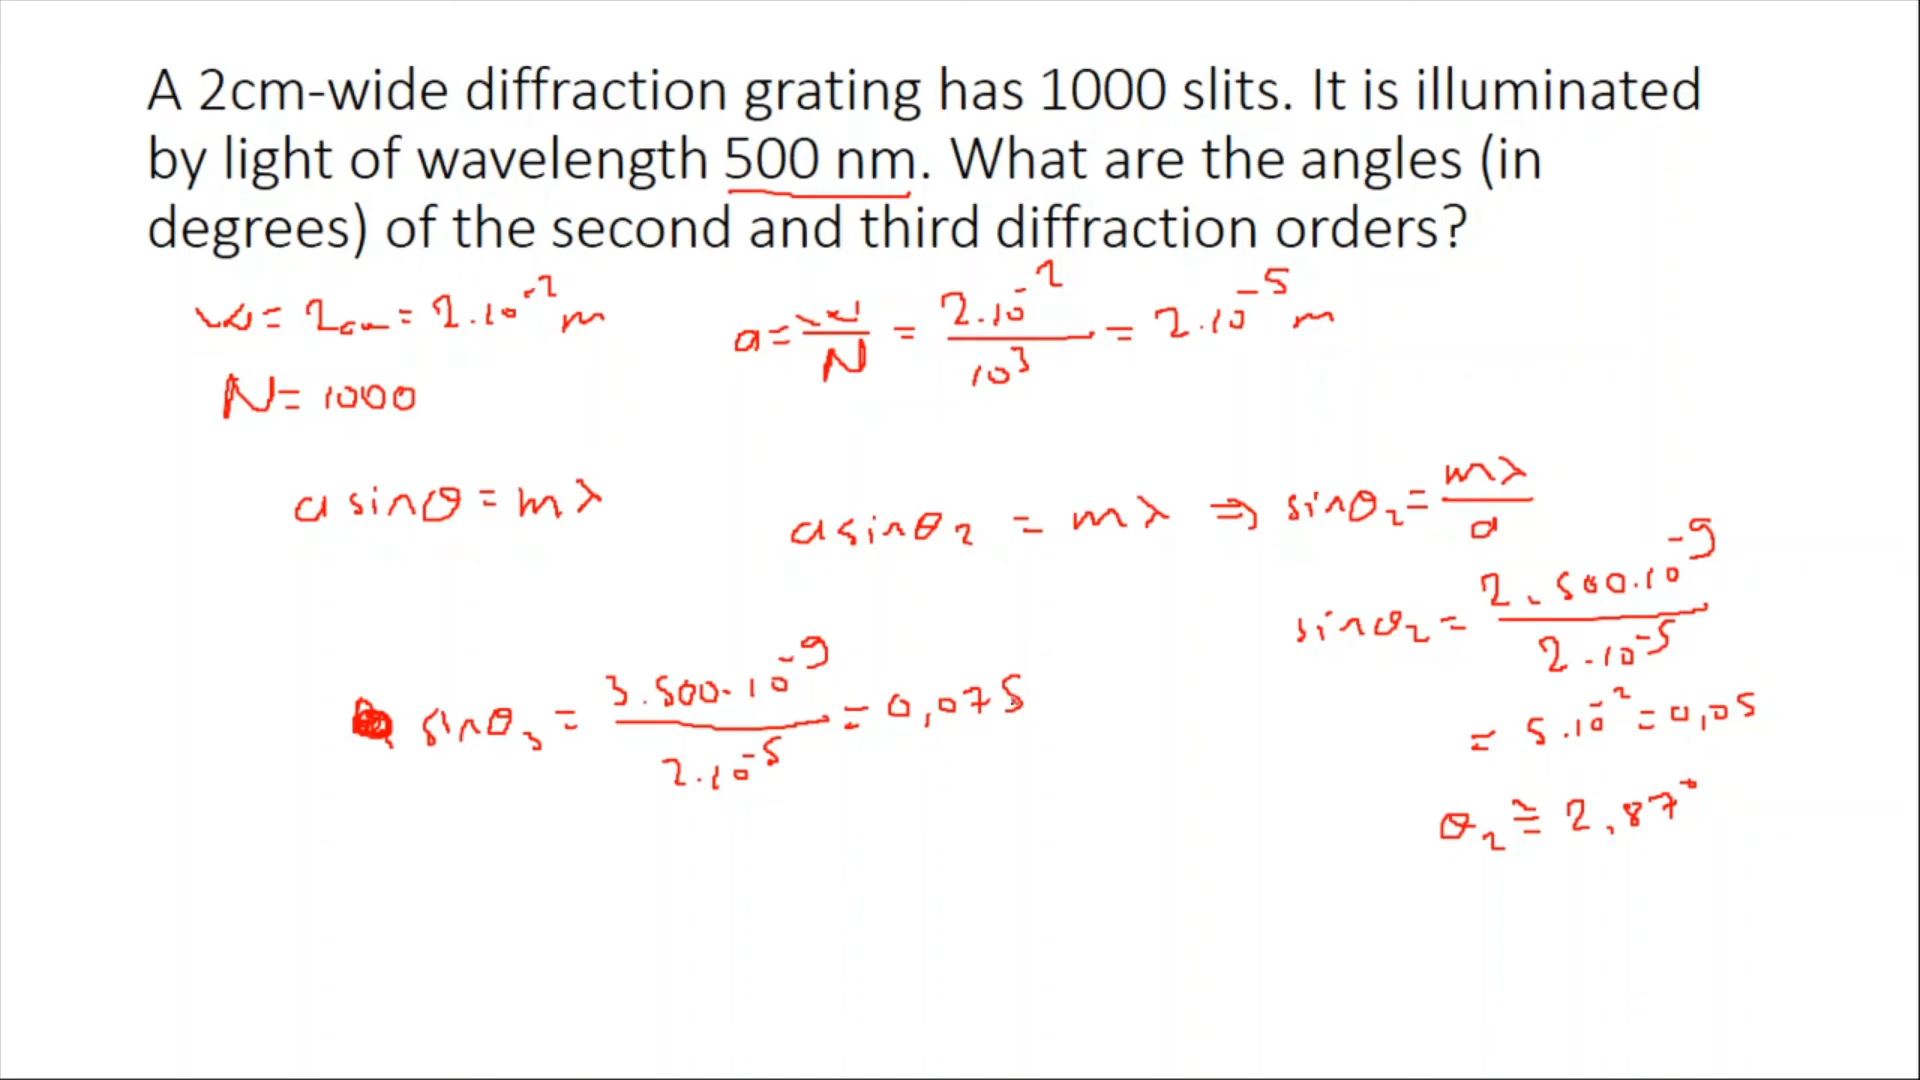 A 2cm-wide diffraction grating has 1000 slits. It is illuminated
by light of wavelength 500 nm. What are the angles (in
degrees) of the second and third diffraction orders?
w = 2cm = 2.10^-2 m
N = 1000
a = w/N = 2.10^-2/10^3 = 2.10^-5 m
a sinθ = mλ
a sinθ₂ = mλ ⇒ sinθ₂ = mλ/a
sinθ₂ = 2.500.10^-9/2.10^-5
= 5.10^-2 = 0,05
θ₂ ≅ 2,87°
sinθ₃ = 3.500.10^-9/2.10^-5 = 0,075